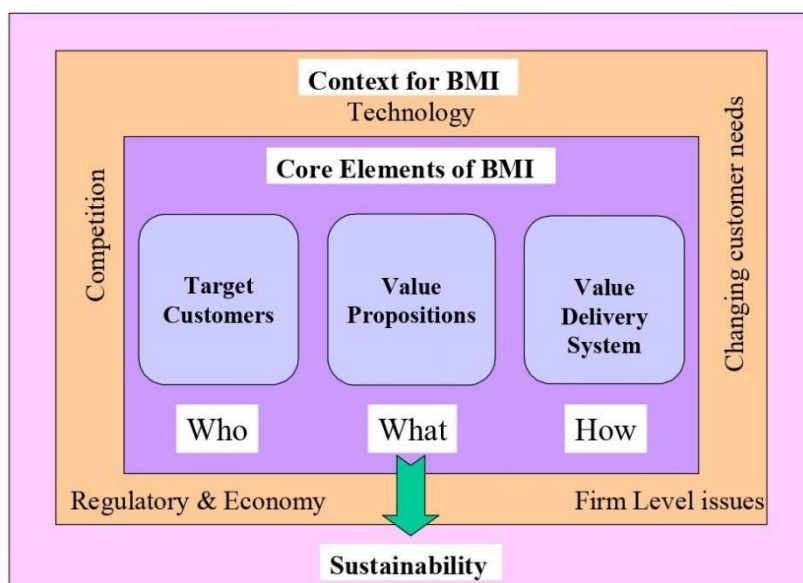 Context for BMI
Technology
Competition
Changing customer needs
Core Elements of BMI
Target
Customers
Value
Propositions
Value
Delivery
System
Who
What
How
Regulatory & Economy
Firm Level issues
Sustainability